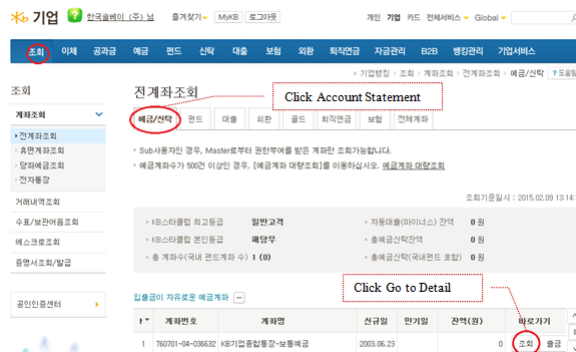 기업 ? 한국솔베이 (주) 님 즐겨찾기 MyKB 로그아웃 개인 기업 카드 전체서비스 Global
조회 이체 공과금 예금 펀드 신탁 대출 보험 외환 퇴직연금 자금관리 B2B 뱅킹관리 기업서비스
> 기업뱅킹 > 조회 > 계좌조회 > 전계좌조회 > 예금/신탁 ? 도움말
조회
계좌조회
전계좌조회
휴면계좌조회
당좌예금조회
전자통장
거래내역조회
수표/보관어음조회
에스크로조회
증명서조회/발급
공인인증센터
전계좌조회
Click Account Statement
예금/신탁 펀드 대출 외환 골드 퇴직연금 보험 전체계좌
Sub사용자인 경우, Master로부터 권한부여를 받은 계좌만 조회가능합니다.
예금계좌수가 500건 이상인 경우, [예금계좌 대량조회]를 이용하십시오. 예금계좌 대량조회
조회기준일시 : 2015.02.09 13:14:
KB스타클럽 최고등급 일반고객 자동대출(마이너스) 잔액 0 원
KB스타클럽 본인등급 해당무 총예금신탁잔액 0 원
총 계좌수(국내 펀드계좌 수) 1 (0) 총예금신탁(국내펀드 포함) 0 원
Click Go to Detail
입출금이 자유로운 예금계좌
계좌번호 계좌명 신규일 만기일 잔액(원) 바로가기
1 760701-04-036632 KB기업종합통장-보통예금 2003.06.23 0 조회 출금